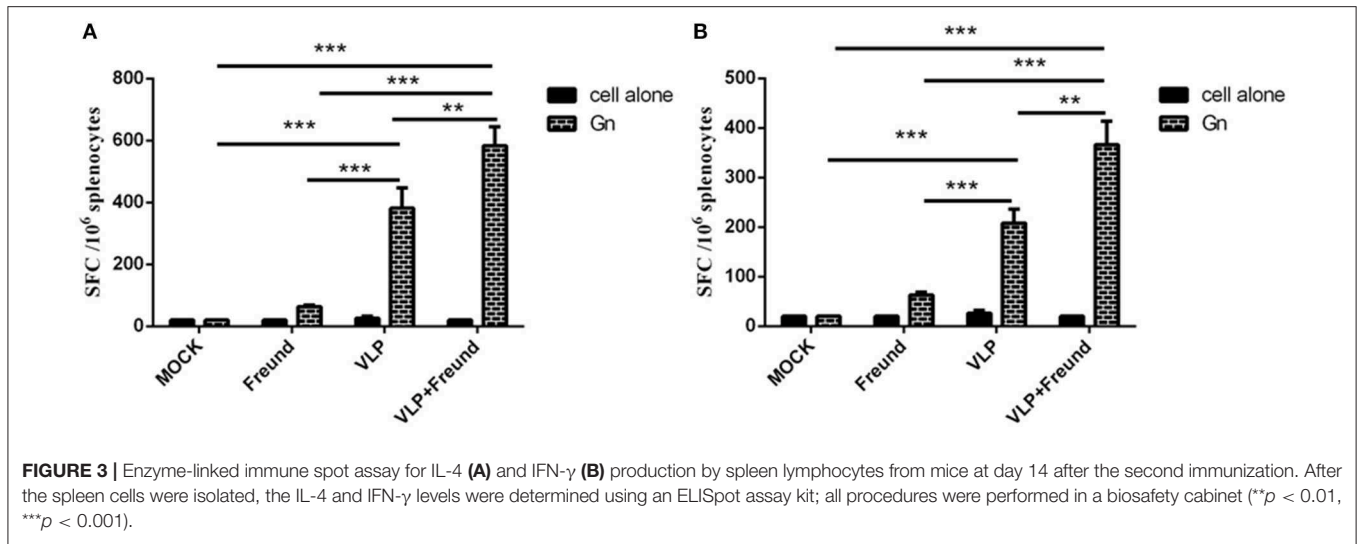 A
***
***
**
***
***
800
600
400
200
0
SFC /10⁶ splenocytes
MOCK
Freund
VLP
VLP+Freund
cell alone
Gn
B
***
***
**
***
***
500
400
300
200
100
0
SFC /10⁶ splenocytes
MOCK
Freund
VLP
VLP+Freund
cell alone
Gn
FIGURE 3 | Enzyme-linked immune spot assay for IL-4 (A) and IFN-γ (B) production by spleen lymphocytes from mice at day 14 after the second immunization. After
the spleen cells were isolated, the IL-4 and IFN-γ levels were determined using an ELISpot assay kit; all procedures were performed in a biosafety cabinet (**p < 0.01,
***p < 0.001).